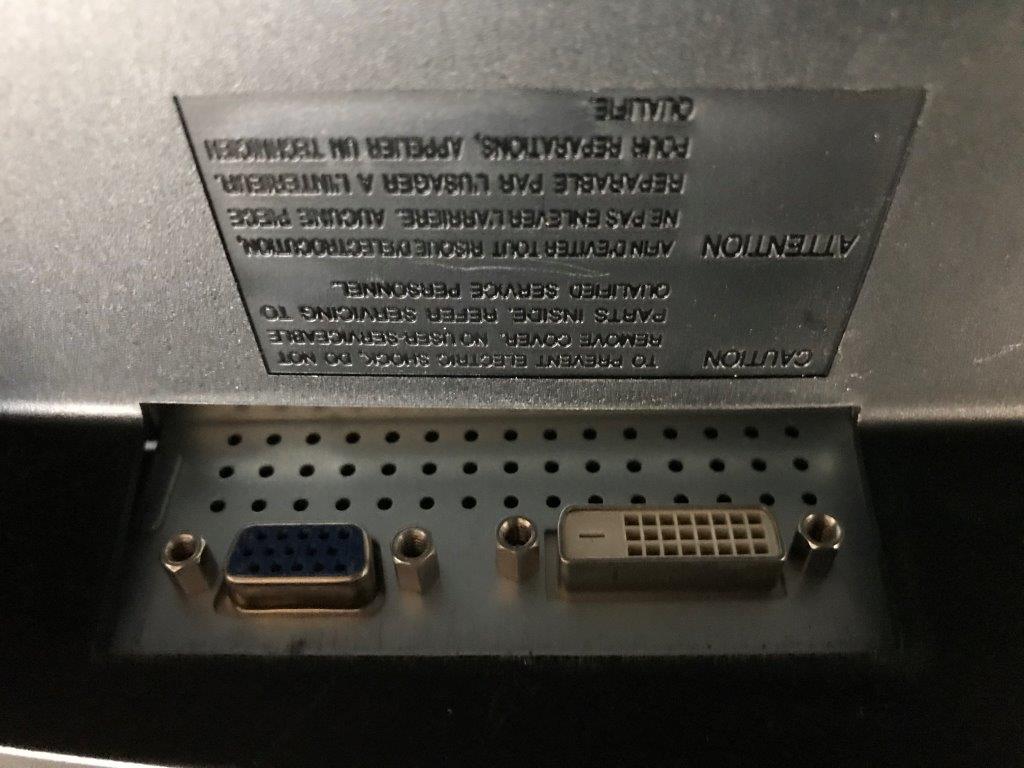 CAUTION TO PREVENT ELECTRIC SHOCK, DO NOT
REMOVE COVER. NO USER-SERVICEABLE
PARTS INSIDE. REFER SERVICING TO
QUALIFIED SERVICE PERSONNEL.
ATTENTION AFIN D'EVITER TOUT RISQUE D'ELECTROCUTION,
NE PAS ENLEVER L'ARRIERE. AUCUNE PIECE
REPARABLE PAR L'USAGER A L'INTERIEUR.
POUR REPARATIONS, APPELIER UN TECHNICIEN
QUALIFIE.